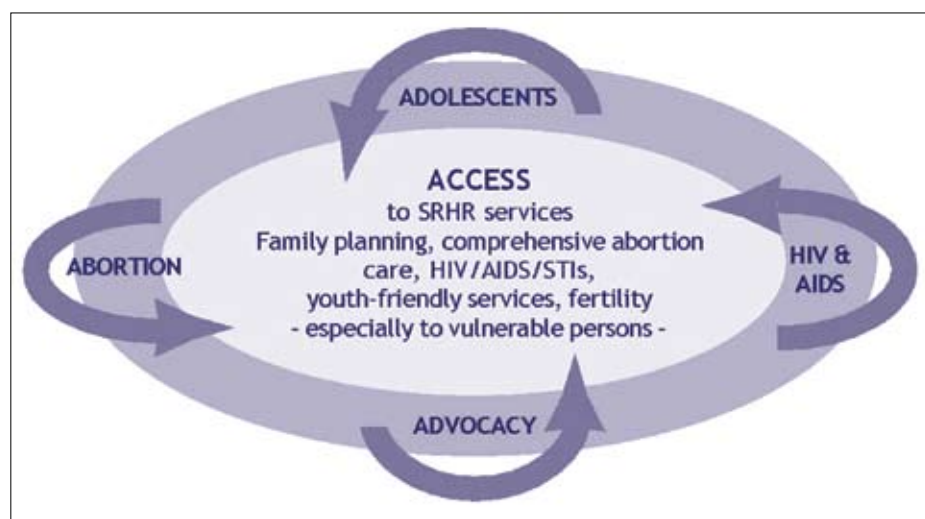 ADOLESCENTS
ACCESS
to SRHR services
Family planning, comprehensive abortion
care, HIV/AIDS/STIs,
youth-friendly services, fertility
- especially to vulnerable persons -
ABORTION
HIV &
AIDS
ADVOCACY